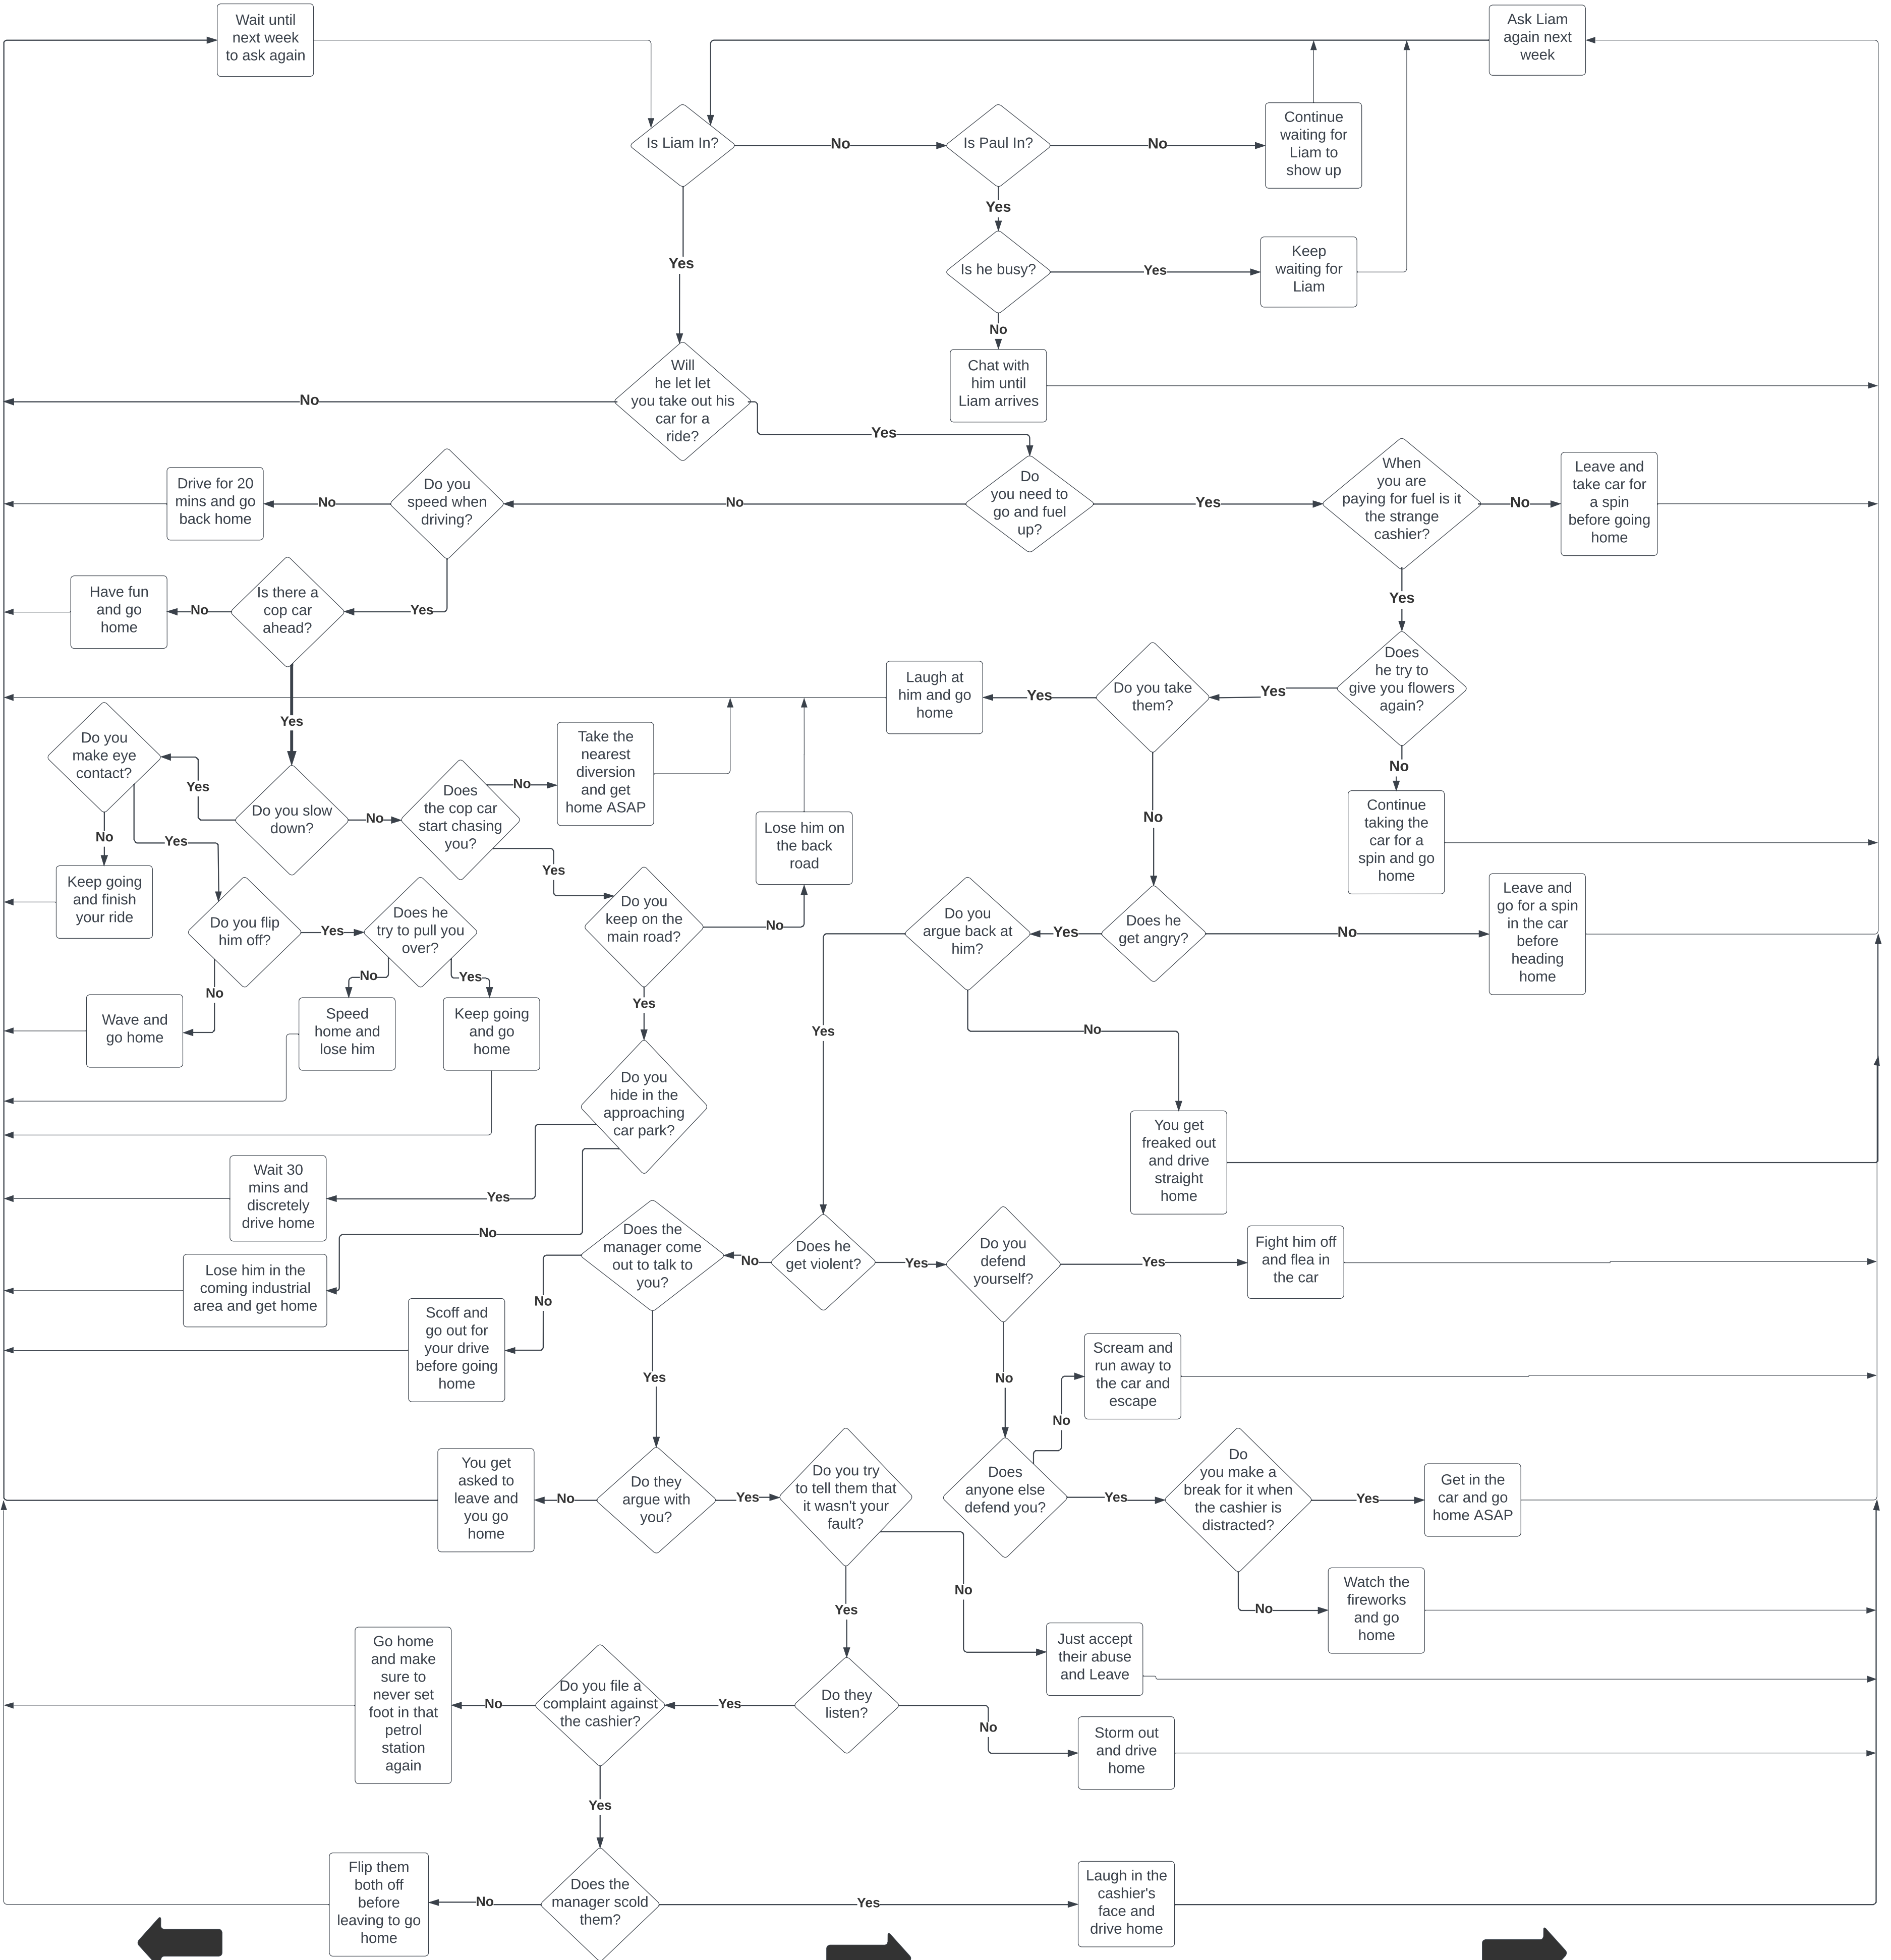 Wait until
next week
to ask again
Ask Liam
again next
week
Is Liam In?
No
Is Paul In?
No
Continue
waiting for
Liam to
show up
Yes
Yes
Is he busy?
Yes
Keep
waiting for
Liam
No
Will
he let let
you take out his
car for a
ride?
No
Yes
Chat with
him until
Liam arrives
Drive for 20
mins and go
back home
No
Do you
speed when
driving?
No
Do
you need to
go and fuel
up?
Yes
When
you are
paying for fuel is it
the strange
cashier?
No
Leave and
take car for
a spin
before going
home
Have fun
and go
home
No
Is there a
cop car
ahead?
Yes
Yes
Yes
Laugh at
him and go
home
Yes
Do you take
them?
Yes
Does
he try to
give you flowers
again?
No
Do you
make eye
contact?
Yes
Do you slow
down?
No
Does
the cop car
start chasing
you?
No
Take the
nearest
diversion
and get
home ASAP
Yes
No
Continue
taking the
car for a
spin and go
home
No
Yes
Keep going
and finish
your ride
Lose him on
the back
road
Do you flip
him off?
Yes
Does he
try to pull you
over?
Do you
keep on the
main road?
No
Do you
argue back at
him?
Yes
Does he
get angry?
No
Leave and
go for a spin
in the car
before
heading
home
No
No
Yes
Yes
Wave and
go home
Speed
home and
lose him
Keep going
and go
home
Yes
No
Do you
hide in the
approaching
car park?
You get
freaked out
and drive
straight
home
Wait 30
mins and
discretely
drive home
Yes
No
Lose him in the
coming industrial
area and get home
Does the
manager come
out to talk to
you?
No
Does he
get violent?
Yes
Do you
defend
yourself?
Yes
Fight him off
and flea in
the car
No
Scoff and
go out for
your drive
before going
home
Yes
No
Scream and
run away to
the car and
escape
No
You get
asked to
leave and
you go
home
No
Do they
argue with
you?
Yes
Do you try
to tell them that
it wasn't your
fault?
Does
anyone else
defend you?
Yes
Do
you make a
break for it when
the cashier is
distracted?
Yes
Get in the
car and go
home ASAP
No
Yes
No
Watch the
fireworks
and go
home
Just accept
their abuse
and Leave
Go home
and make
sure to
never set
foot in that
petrol
station
again
No
Do you file a
complaint against
the cashier?
Yes
Do they
listen?
No
Storm out
and drive
home
Yes
Flip them
both off
before
leaving to go
home
No
Does the
manager scold
them?
Yes
Laugh in the
cashier's
face and
drive home